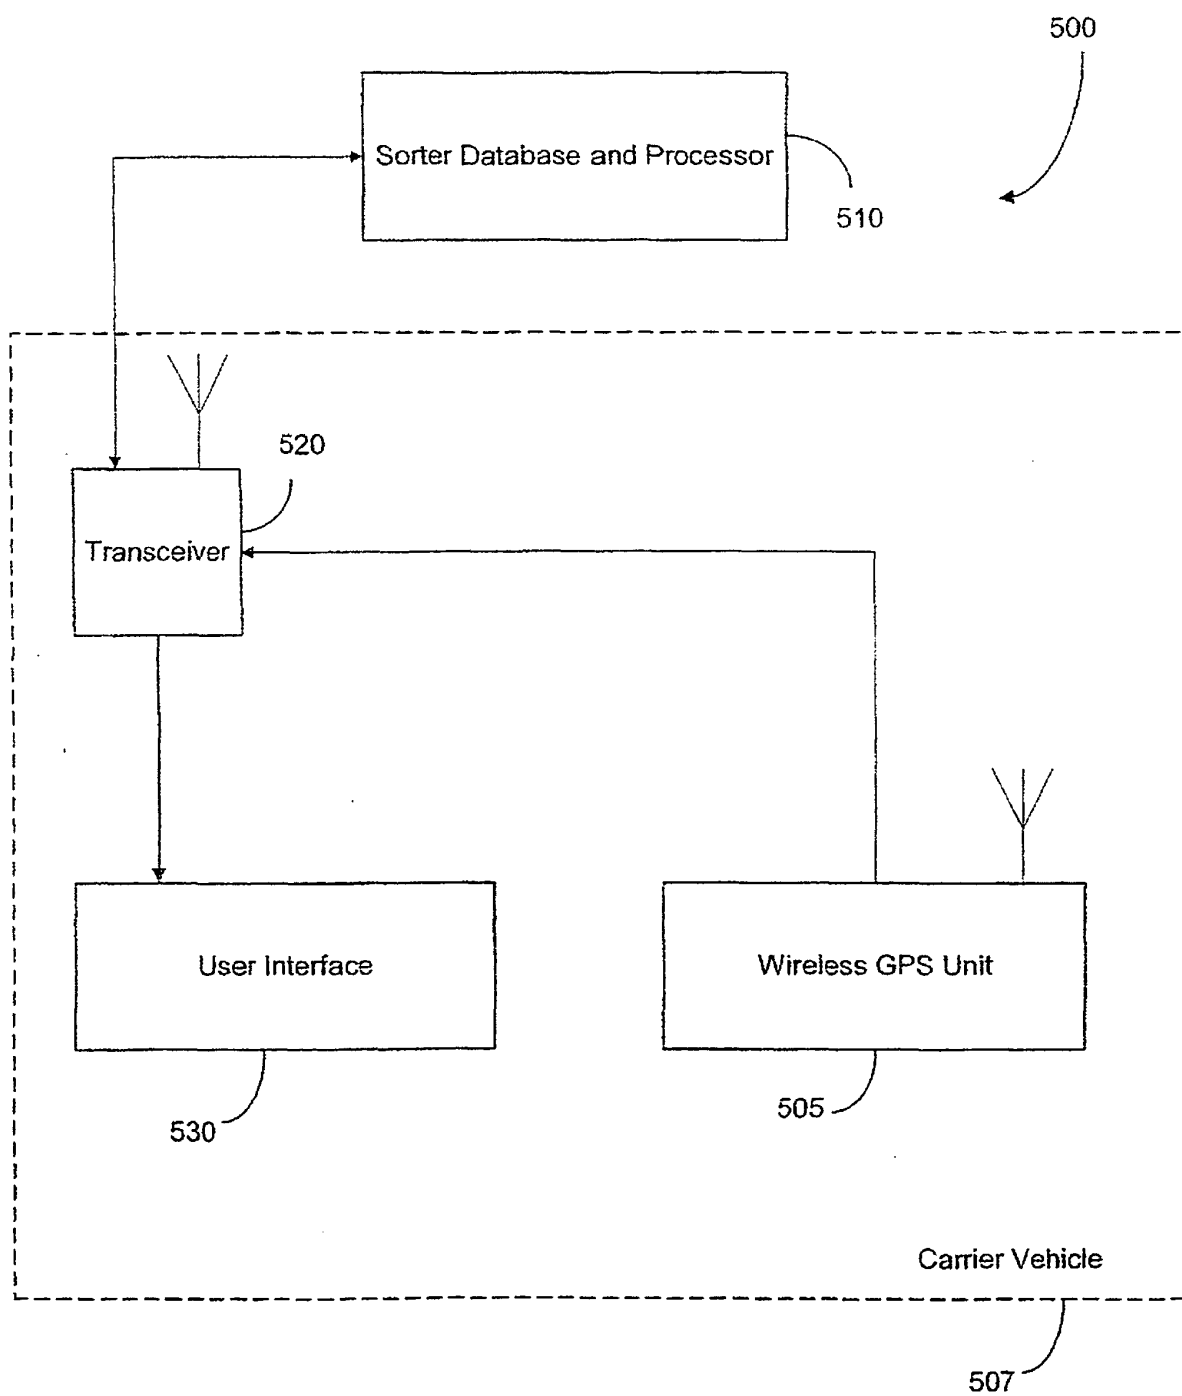 500
Sorter Database and Processor
510
520
Transceiver
User Interface
Wireless GPS Unit
530
505
Carrier Vehicle
507